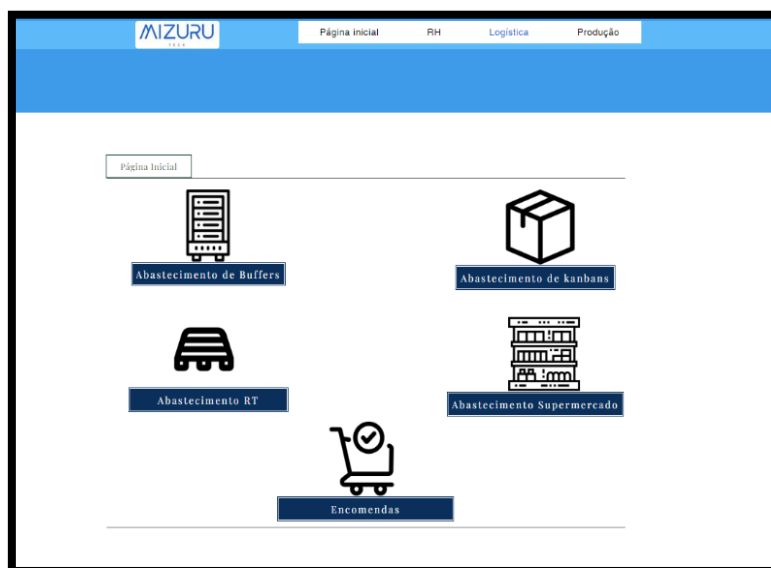 MIZURU
TECH
Página inicial RH Logística Produção
Página Inicial
Abastecimento de Buffers
Abastecimento de kanbans
Abastecimento RT
Abastecimento Supermercado
Encomendas